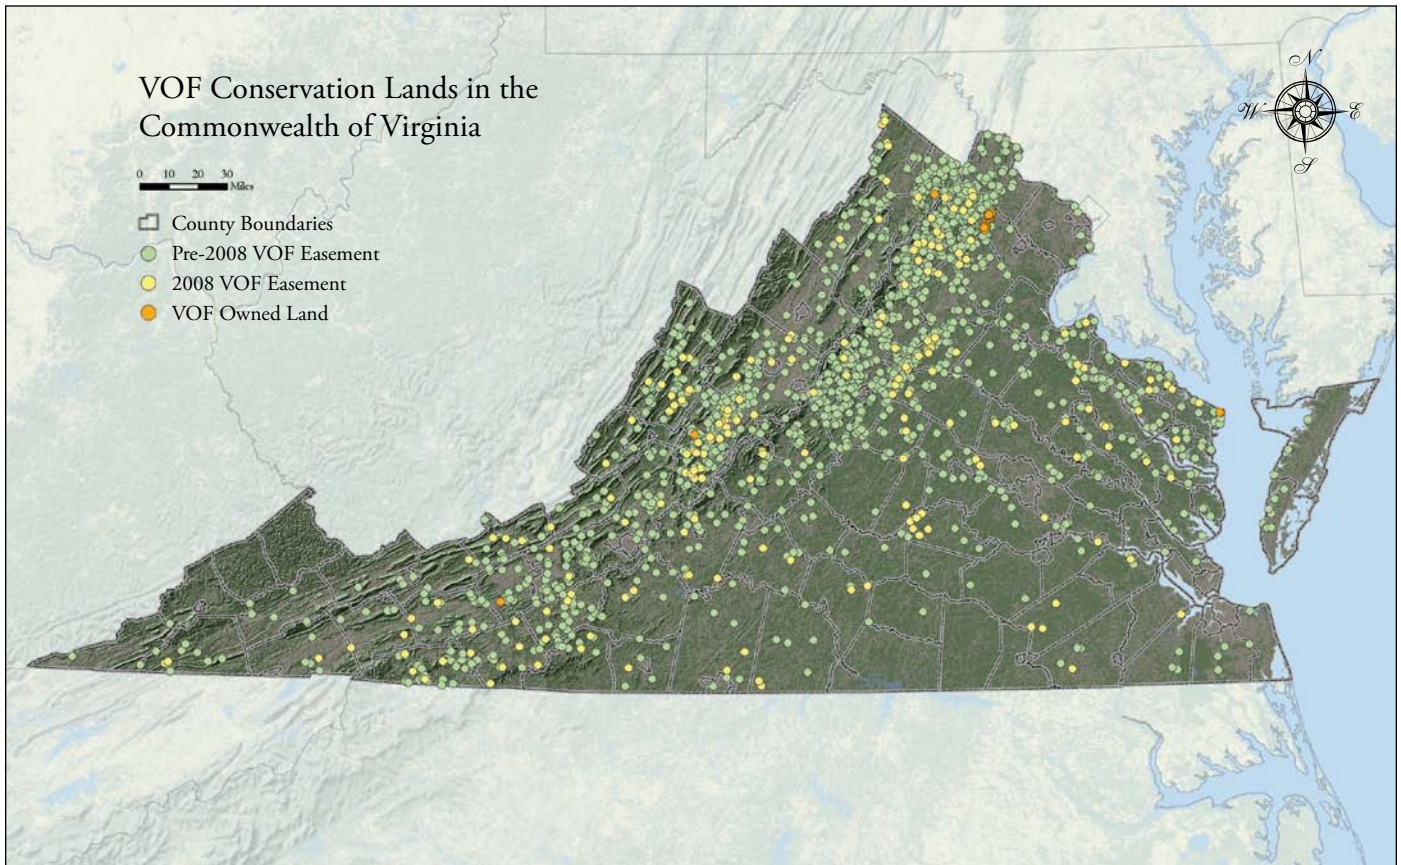 VOF Conservation Lands in the
Commonwealth of Virginia
0 10 20 30
Miles
County Boundaries
Pre-2008 VOF Easement
2008 VOF Easement
VOF Owned Land
N
W E
S